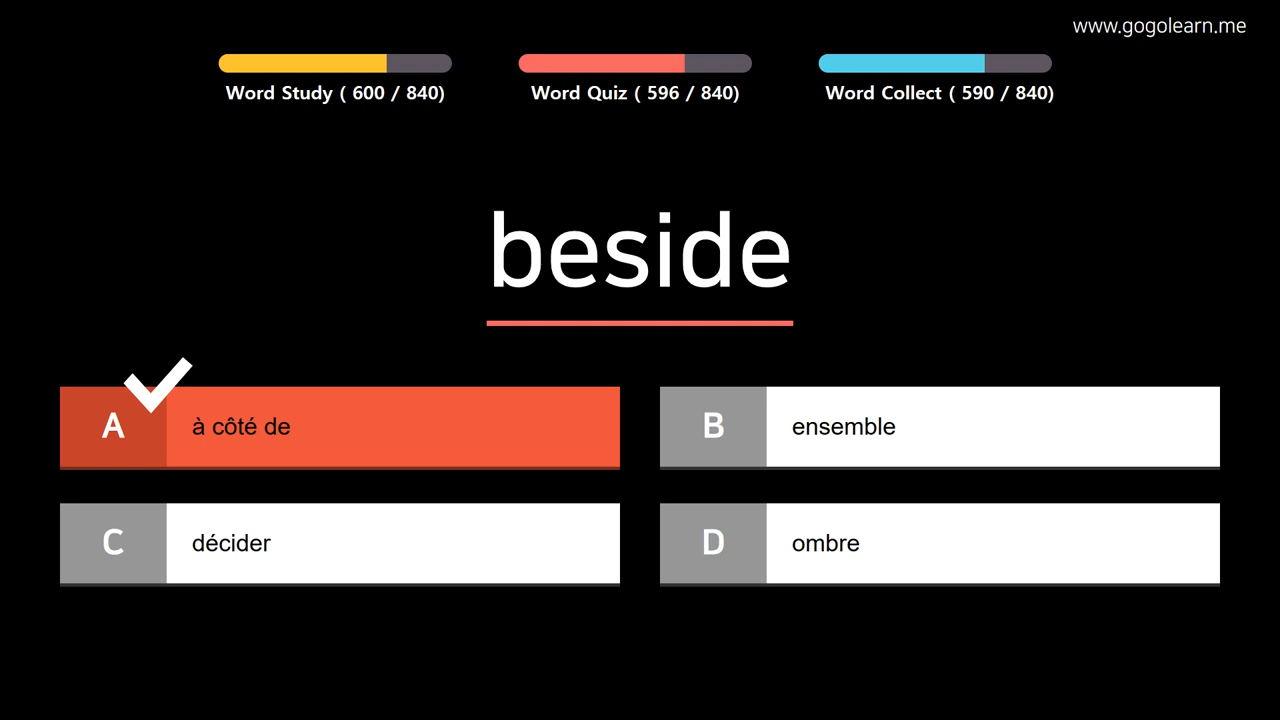 www.gogolearn.me
Word Study ( 600 / 840)
Word Quiz ( 596 / 840)
Word Collect ( 590 / 840)
beside
A à côté de
B ensemble
C décider
D ombre